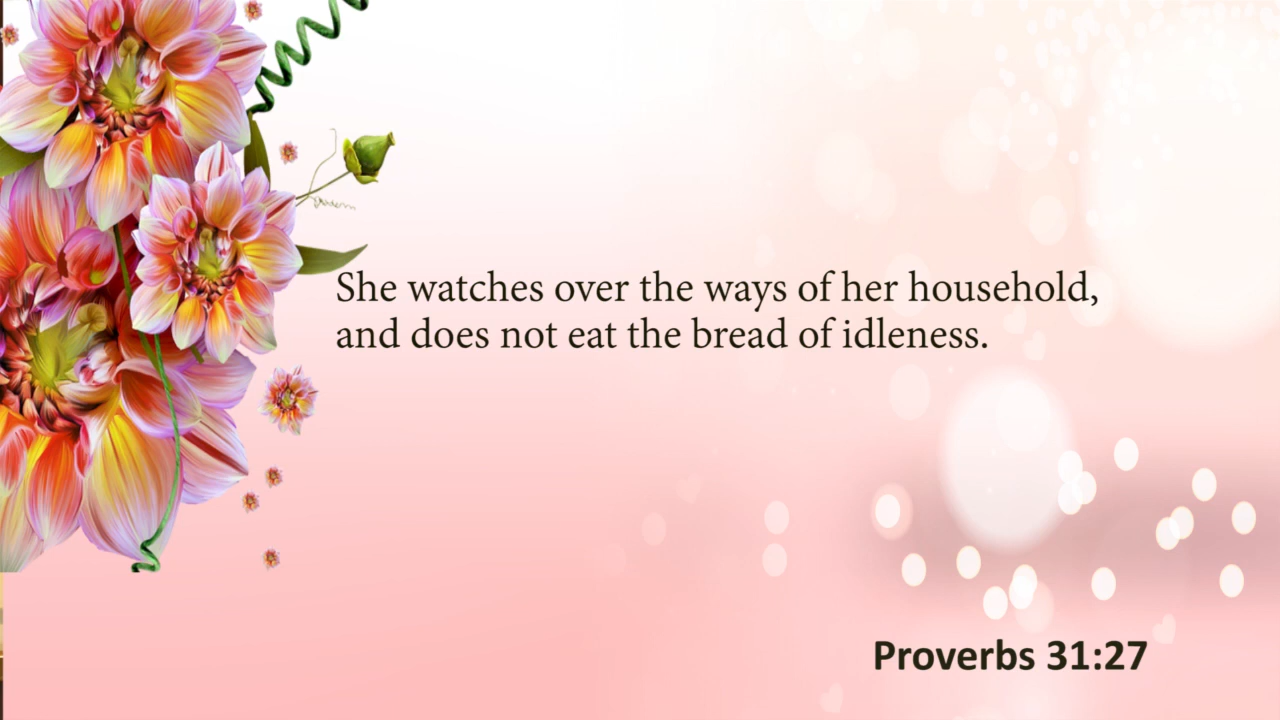 She watches over the ways of her household,
and does not eat the bread of idleness.
Proverbs 31:27